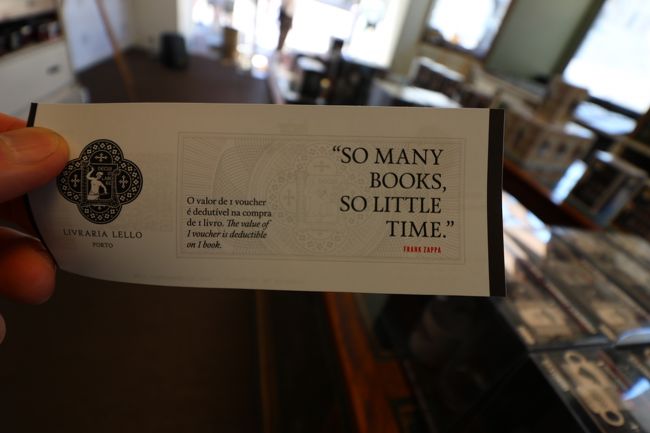 LIVRARIA LELLO
PORTO
O valor de 1 voucher
é dedutível na compra
de 1 livro. The value of
1 voucher is deductible
on 1 book.
“SO MANY
BOOKS,
SO LITTLE
TIME.”
FRANK ZAPPA